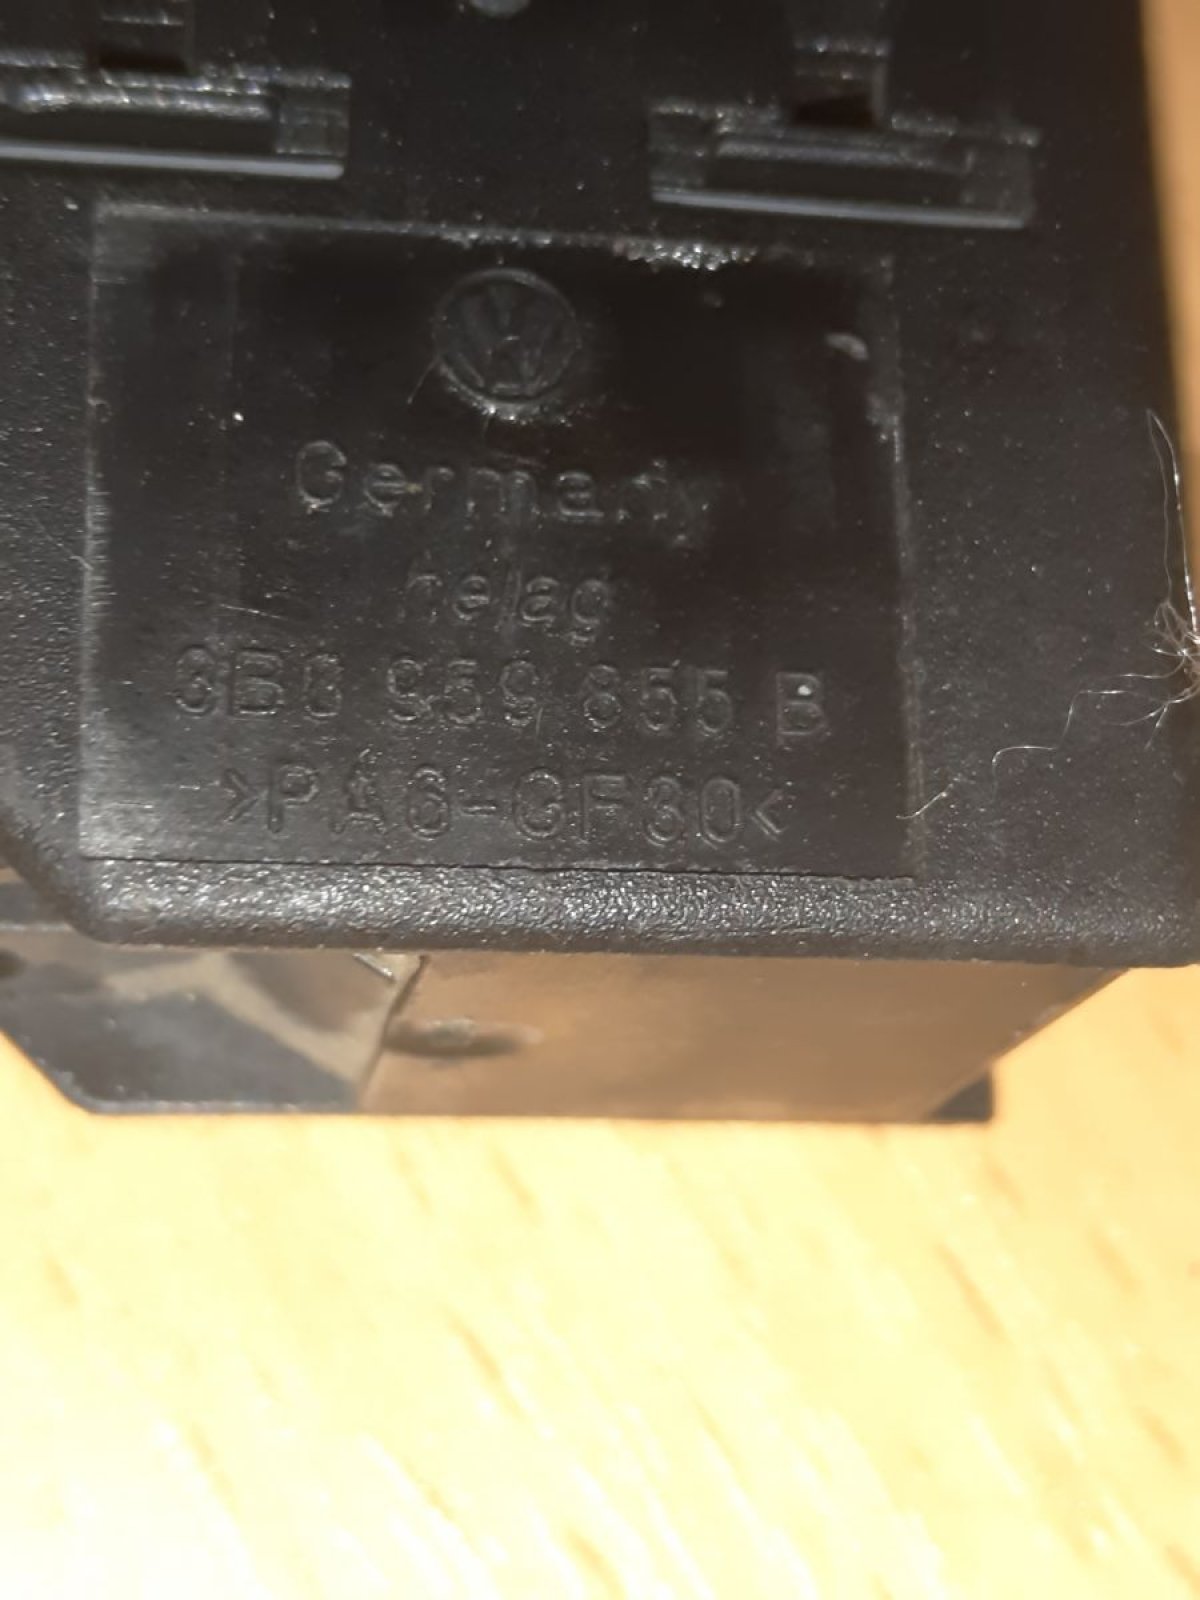 Germany
helag
3B0 959 855 B
>PA6-GF30<